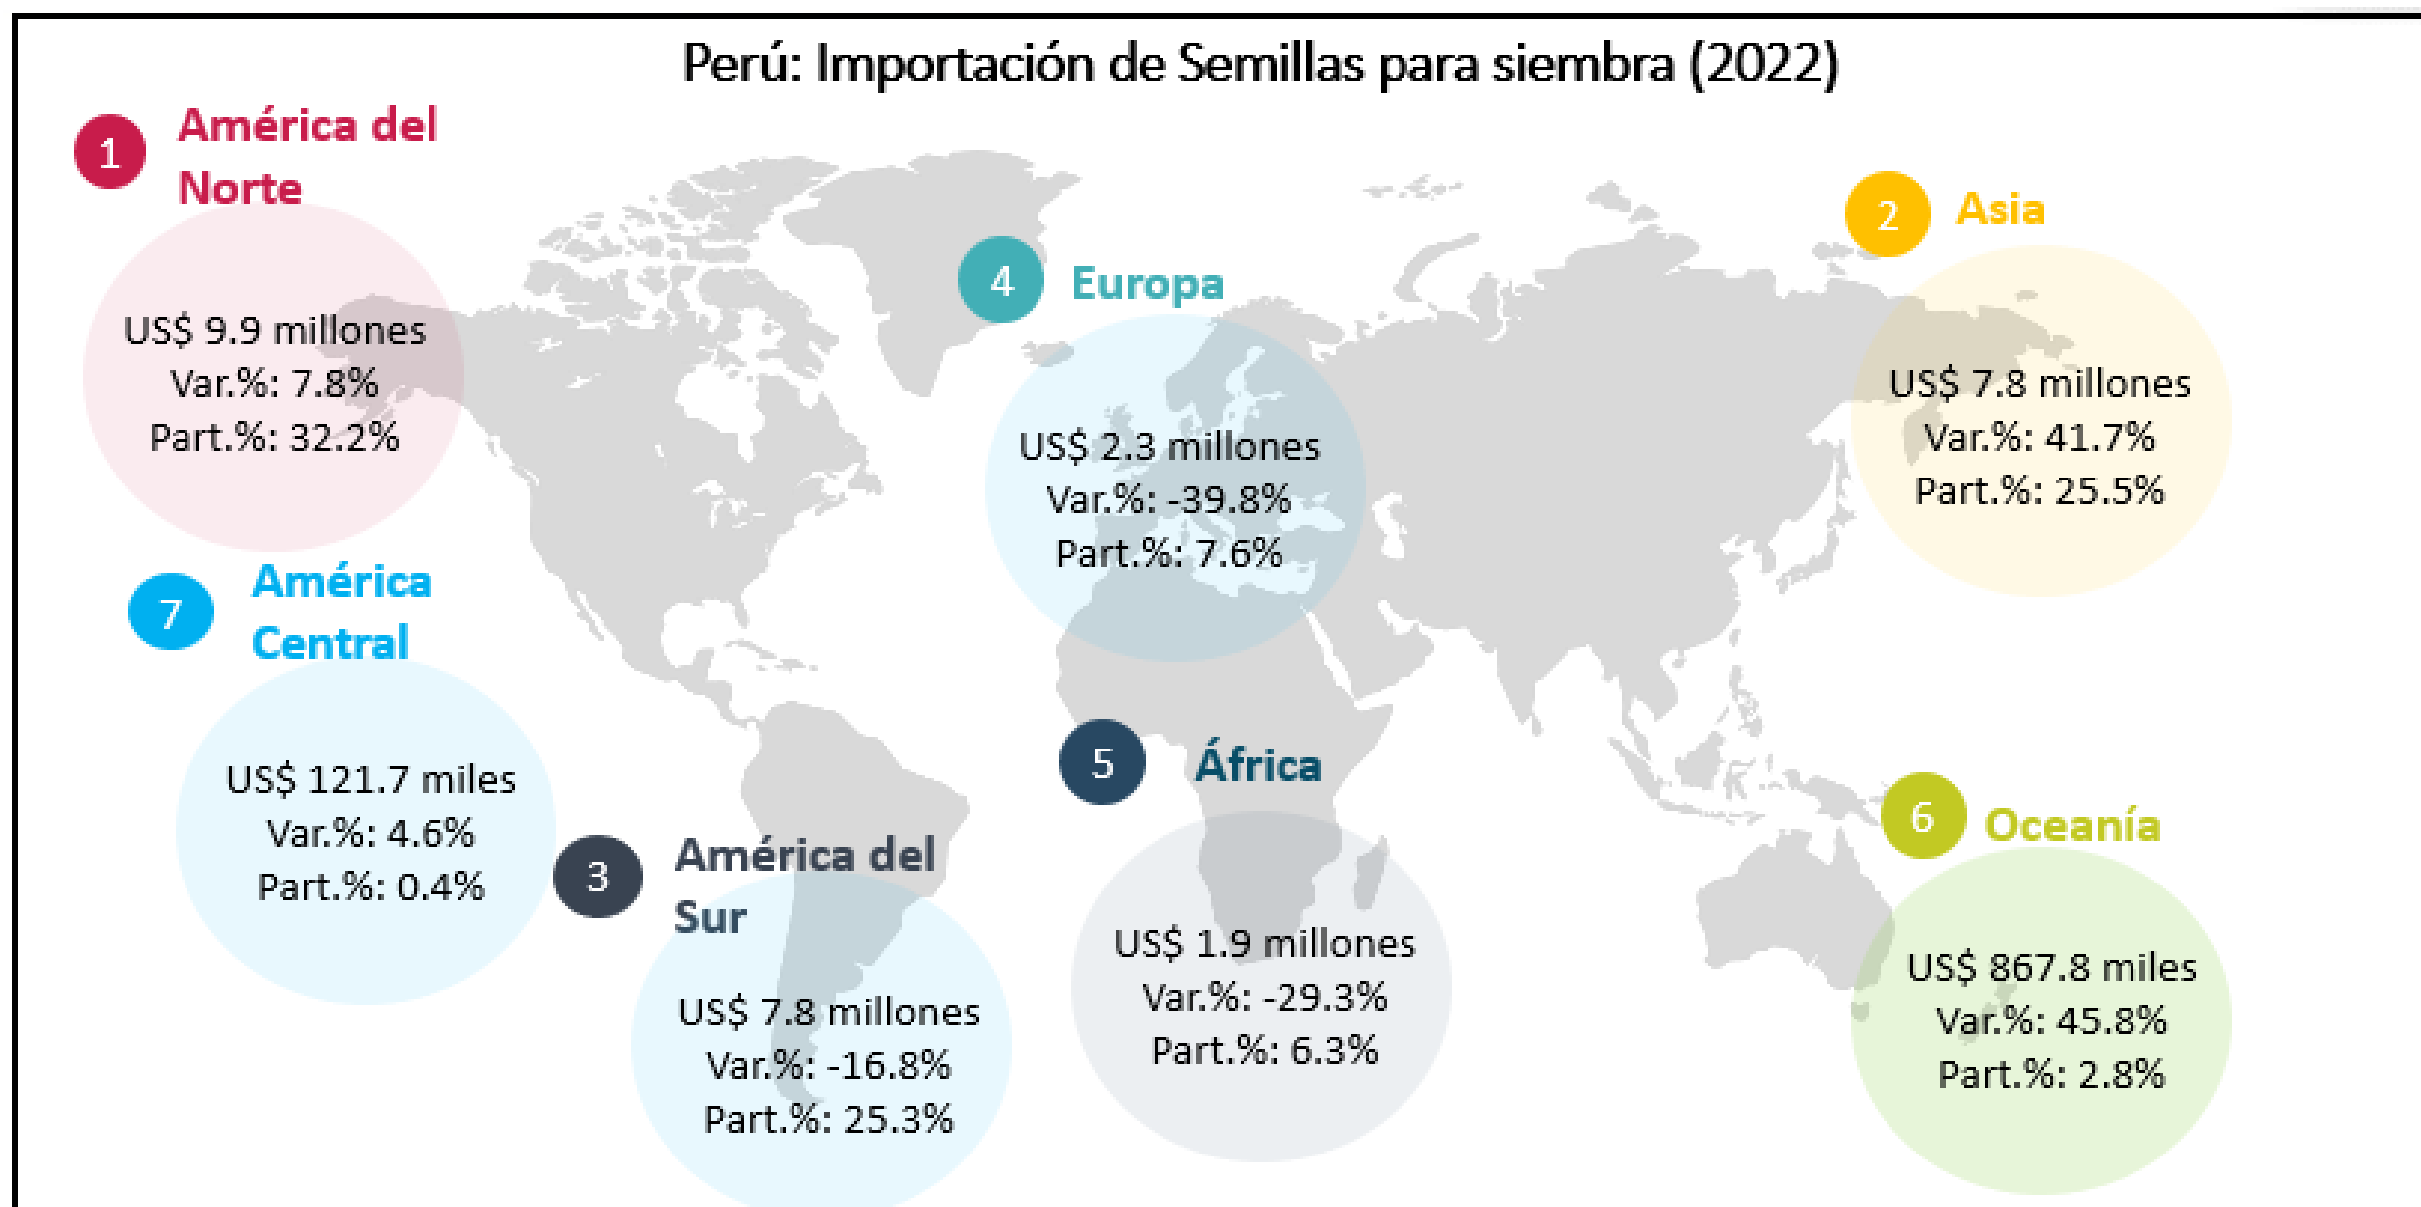 Perú: Importación de Semillas para siembra (2022)
1
América del
Norte
US$ 9.9 millones
Var.%: 7.8%
Part.%: 32.2%
2
Asia
US$ 7.8 millones
Var.%: 41.7%
Part.%: 25.5%
4
Europa
US$ 2.3 millones
Var.%: -39.8%
Part.%: 7.6%
7
América
Central
US$ 121.7 miles
Var.%: 4.6%
Part.%: 0.4%
3
América del
Sur
US$ 7.8 millones
Var.%: -16.8%
Part.%: 25.3%
5
África
US$ 1.9 millones
Var.%: -29.3%
Part.%: 6.3%
6
Oceanía
US$ 867.8 miles
Var.%: 45.8%
Part.%: 2.8%